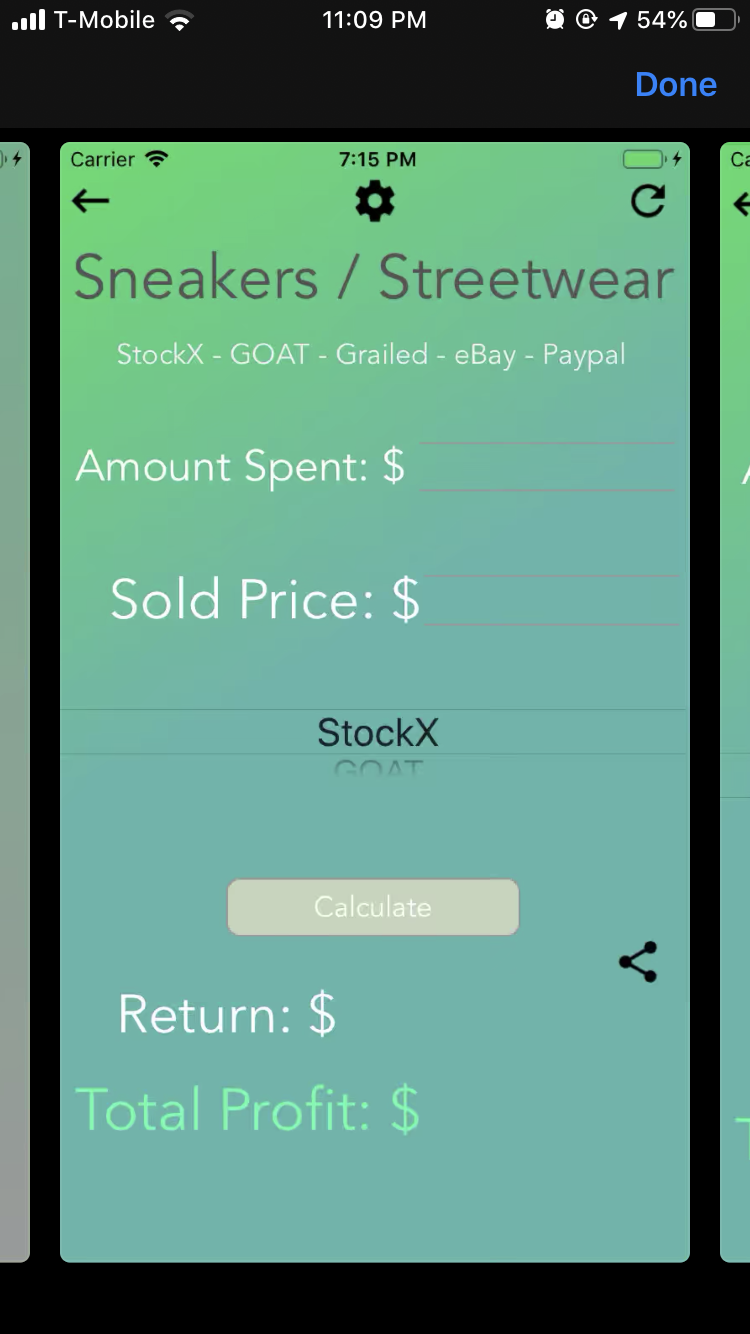 T-Mobile 11:09 PM 54%
Done
Carrier 7:15 PM
Sneakers / Streetwear
StockX - GOAT - Grailed - eBay - Paypal
Amount Spent: $
Sold Price: $
StockX
GOAT
Calculate
Return: $
Total Profit: $